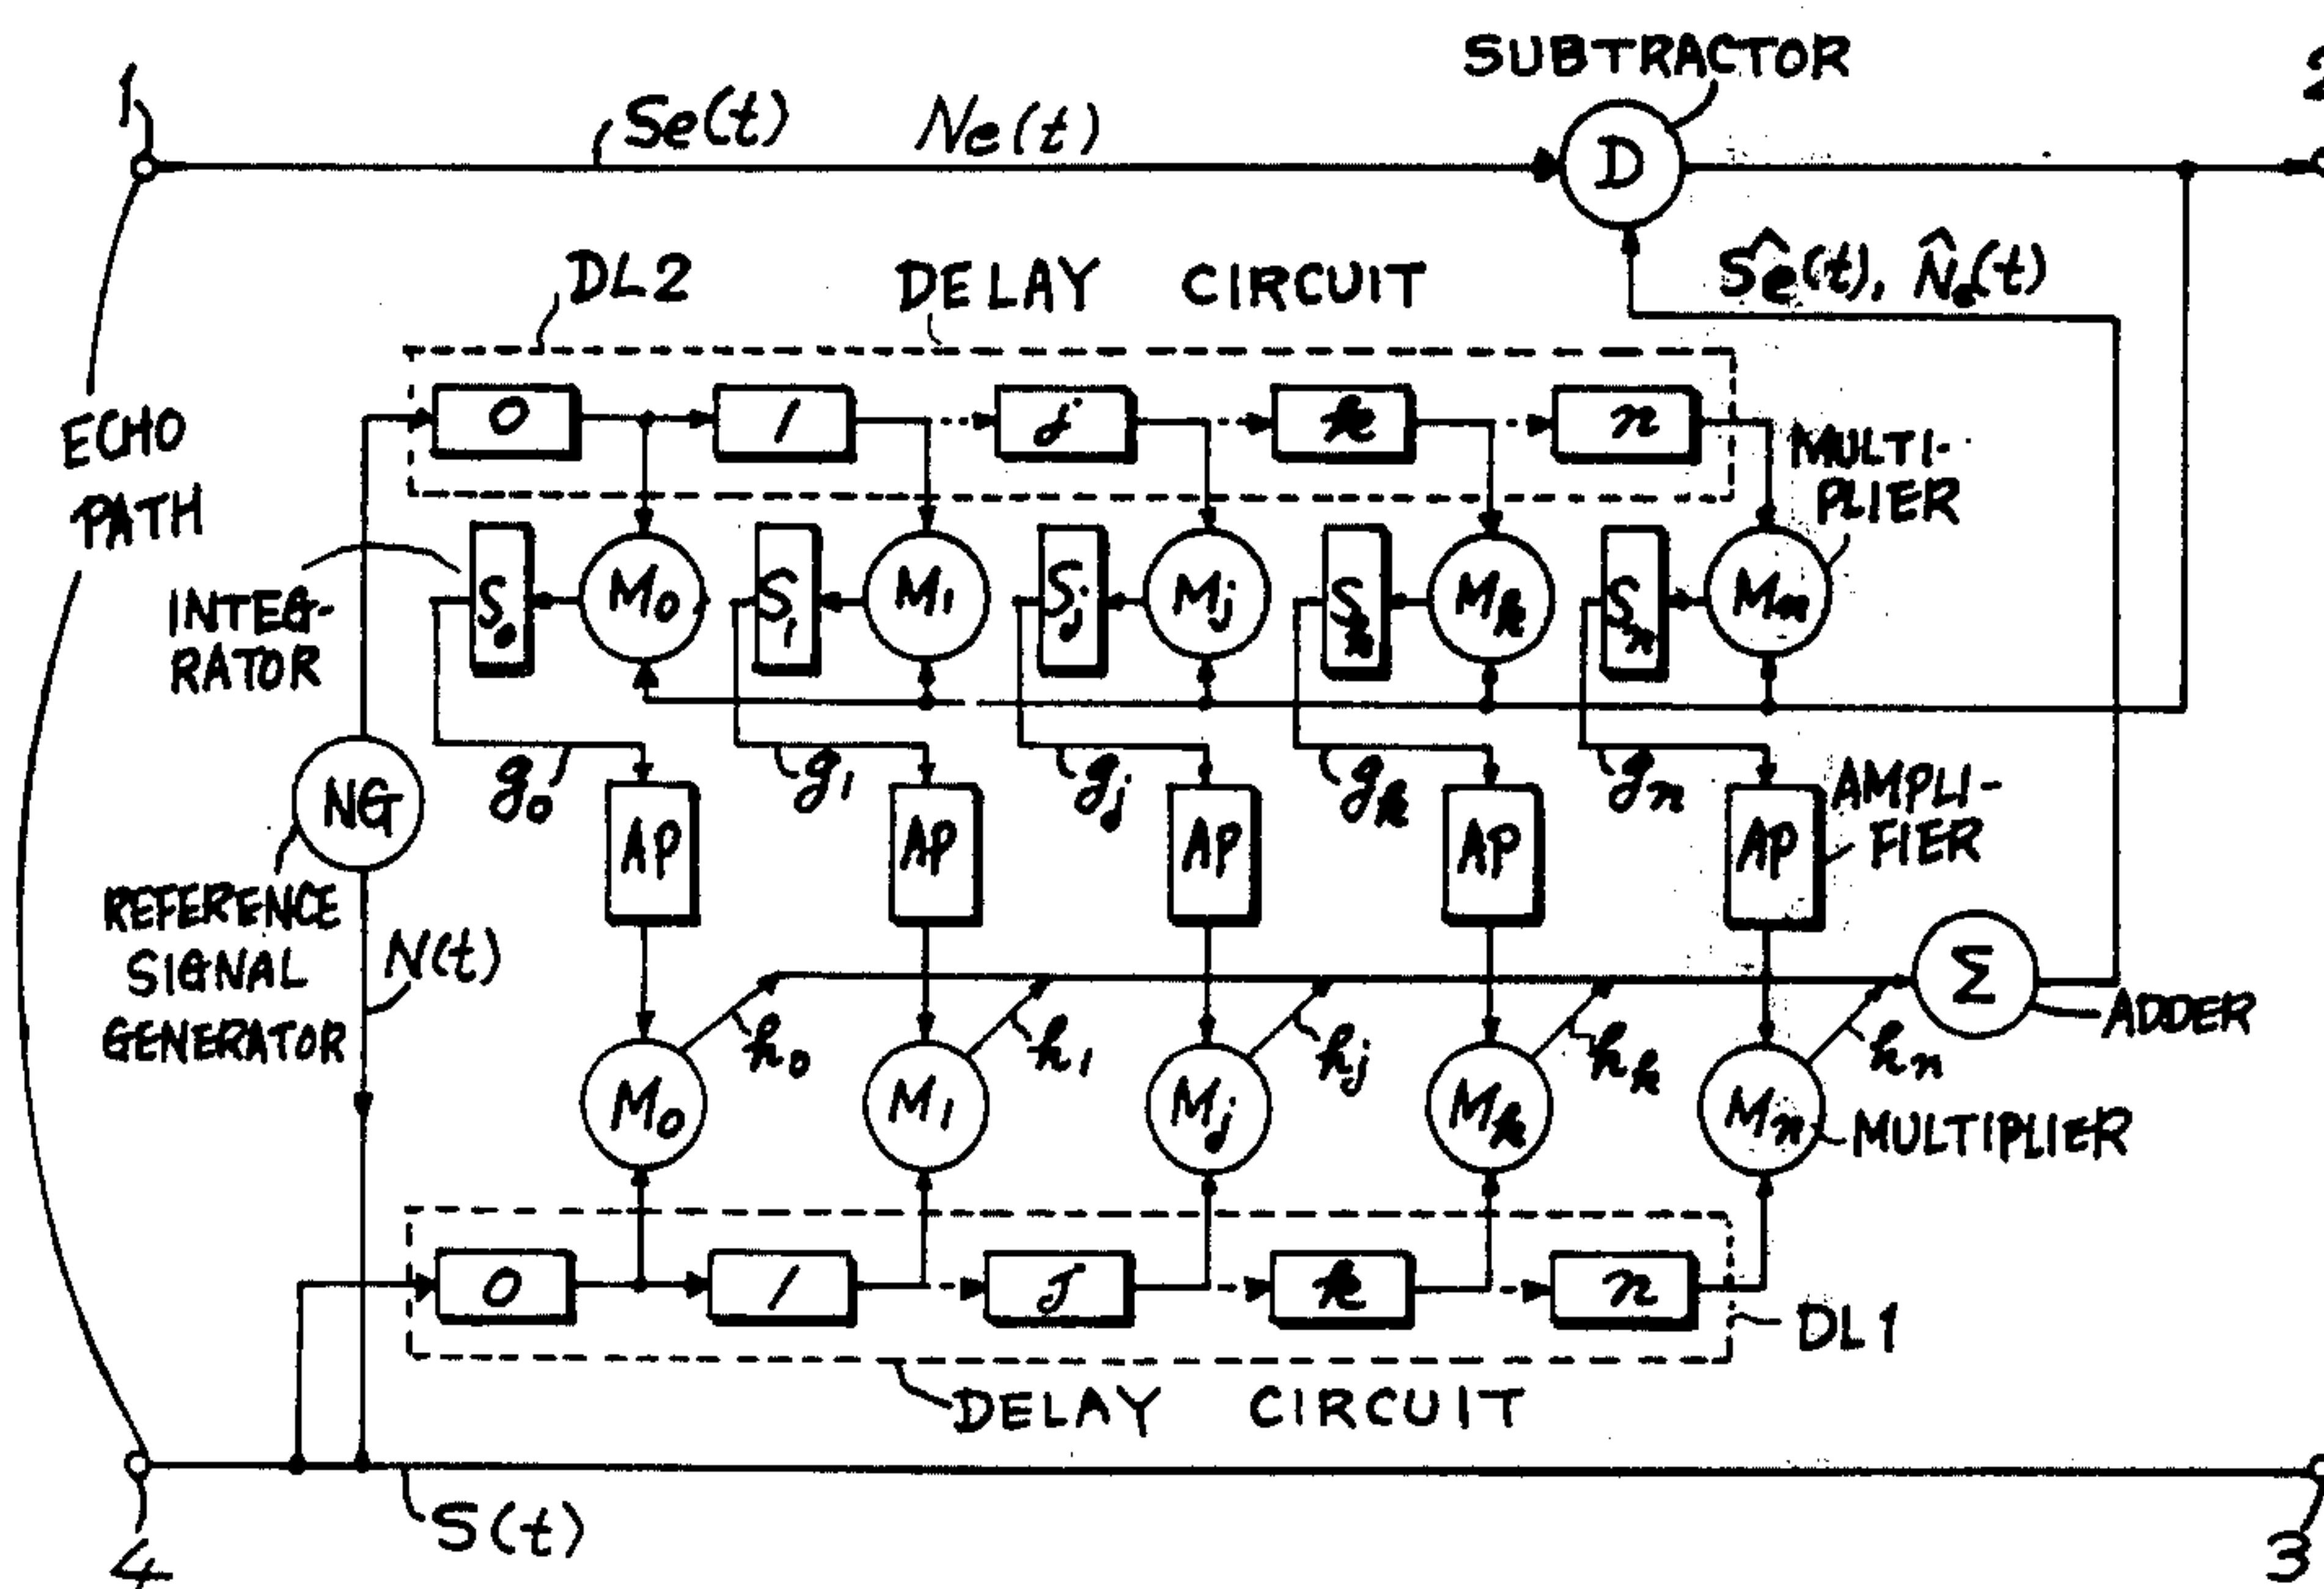 SUBTRACTOR
1
Se(t) Ne(t)
D
2
DL2 DELAY CIRCUIT
Ŝe(t), N̂e(t)
0 1 j k n
ECHO
PATH
MULTI-
PLIER
INTEG-
RATOR
S0 M0 S1 M1 Sj Mj Sk Mk Sn Mn
g0 g1 gj gk gn
NG
AP AP AP AP AP
AMPLI-
FIER
REFERENCE
SIGNAL
GENERATOR
N(t)
Σ
ADDER
h0 h1 hj hk hn
M0 M1 Mj Mk Mn
MULTIPLIER
0 1 j k n
DL1
DELAY CIRCUIT
S(t)
4
3